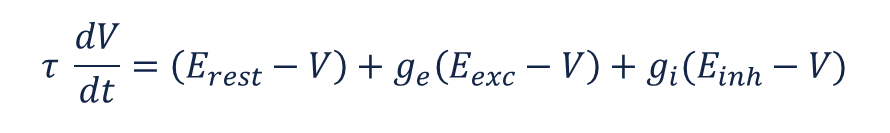 τ dV/dt = (E_rest − V) + g_e(E_exc − V) + g_i(E_inh − V)